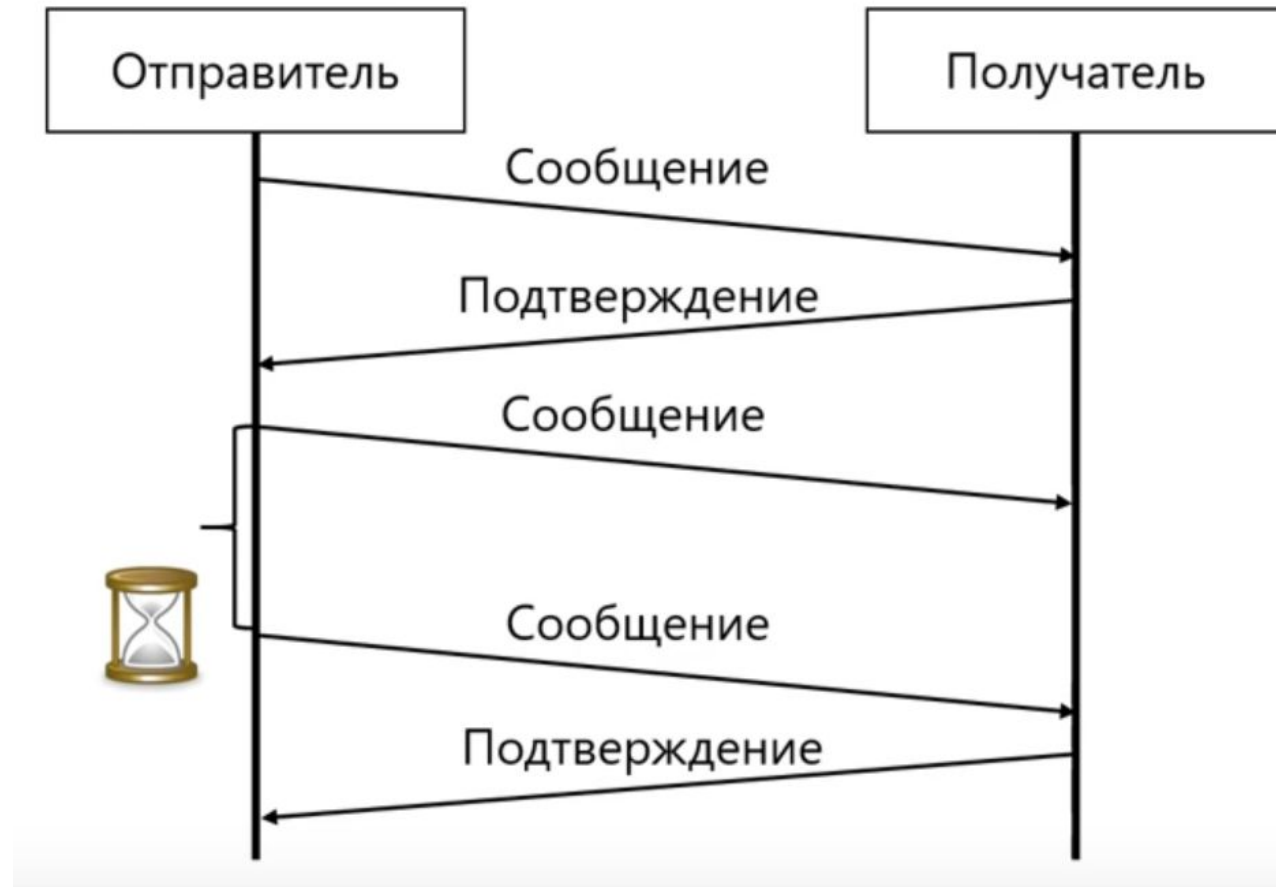 Отправитель
Получатель
Сообщение
Подтверждение
Сообщение
Сообщение
Подтверждение